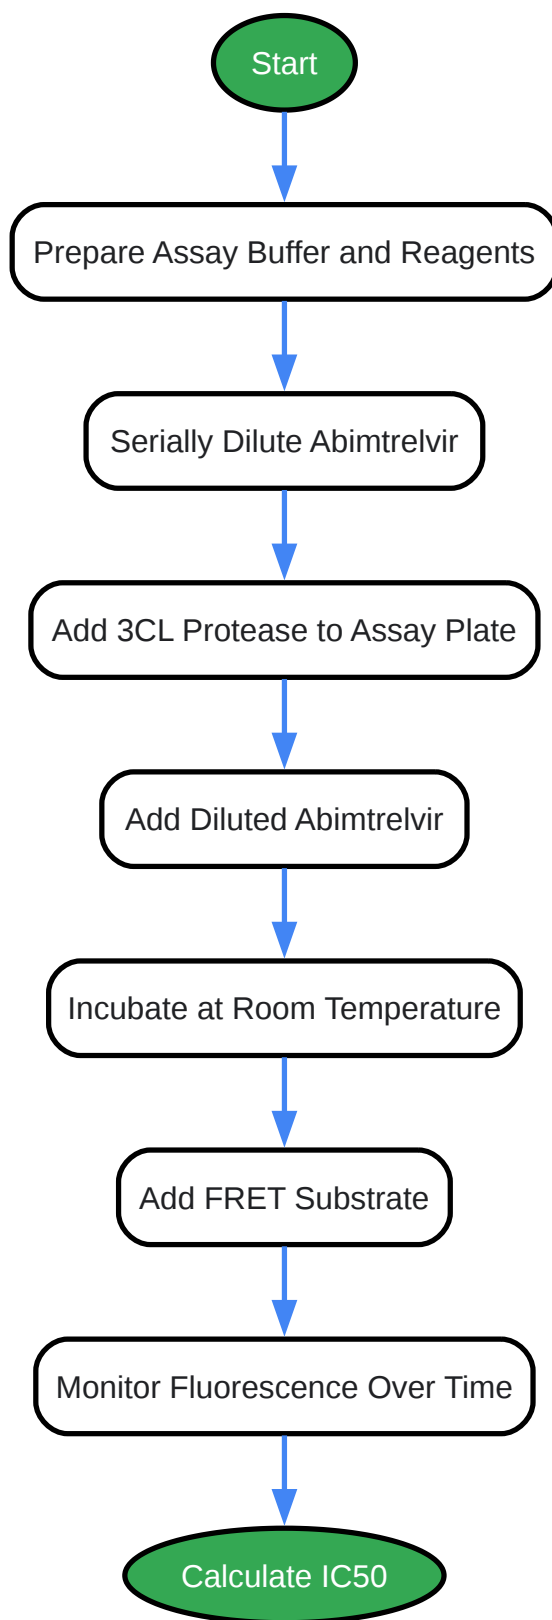 Start
Prepare Assay Buffer and Reagents
Serially Dilute Abimtrelvir
Add 3CL Protease to Assay Plate
Add Diluted Abimtrelvir
Incubate at Room Temperature
Add FRET Substrate
Monitor Fluorescence Over Time
Calculate IC50